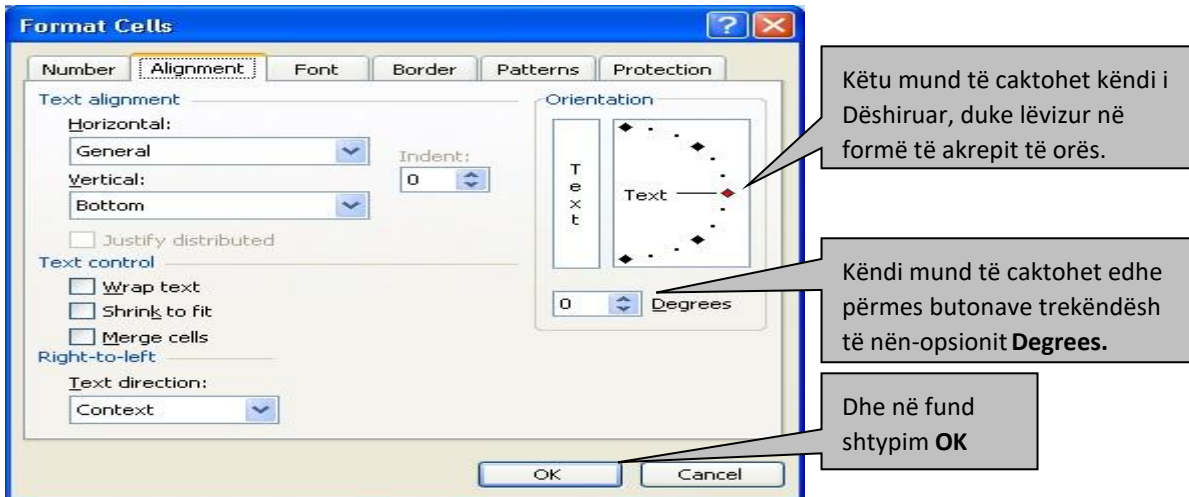 Format Cells
Number Alignment Font Border Patterns Protection
Text alignment
Horizontal:
General
Indent:
0
Vertical:
Bottom
Justify distributed
Text control
Wrap text
Shrink to fit
Merge cells
Right-to-left
Text direction:
Context
Orientation
Text
Text
0 Degrees
OK Cancel
Këtu mund të caktohet këndi i
Dëshiruar, duke lëvizur në
formë të akrepit të orës.
Këndi mund të caktohet edhe
përmes butonava trekëndësh
të nën-opsionit Degrees.
Dhe në fund
shtypim OK